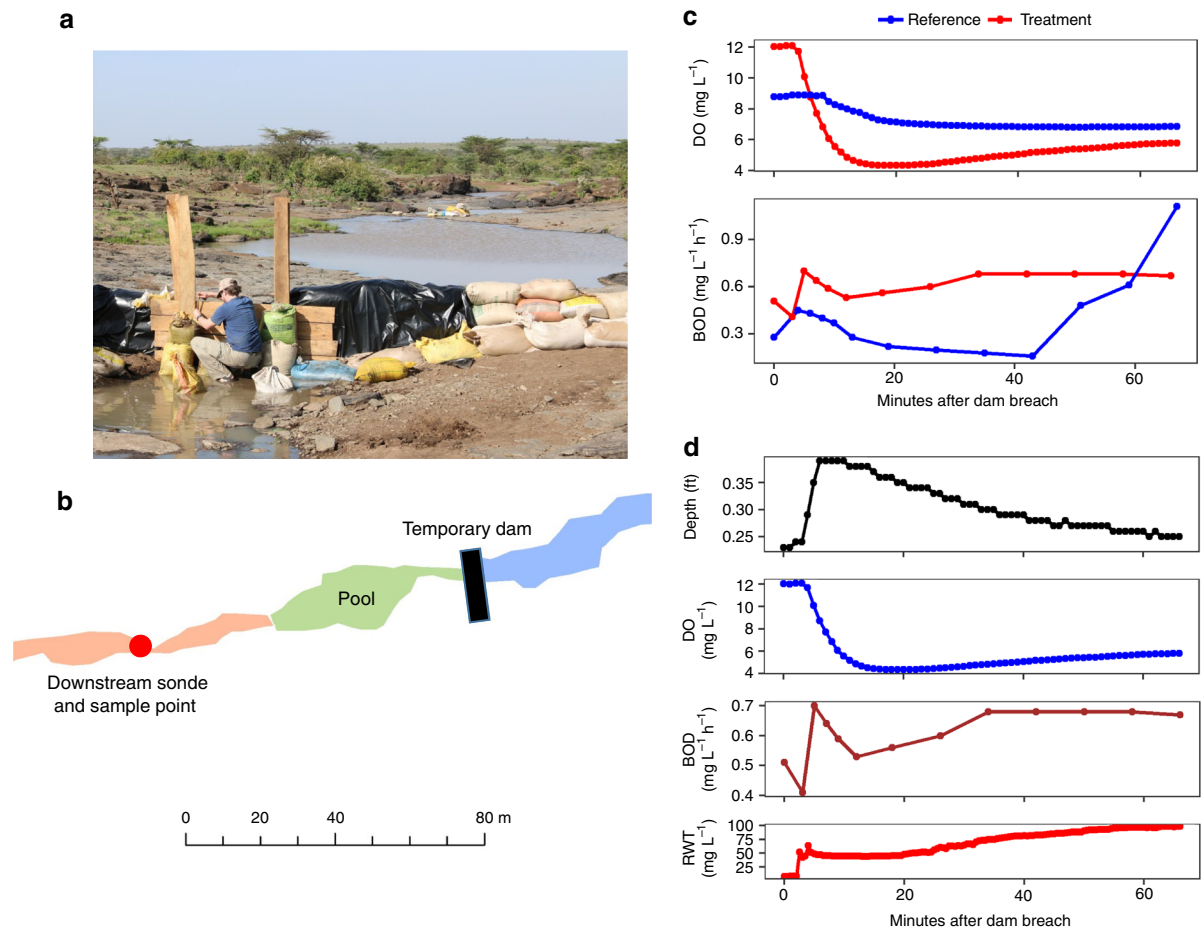 a
b
Temporary dam
Pool
Downstream sonde
and sample point
0 20 40 80 m
c
Reference Treatment
DO (mg L⁻¹)
12
10
8
6
4
BOD (mg L⁻¹ h⁻¹)
0.9
0.6
0.3
0 20 40 60
Minutes after dam breach
d
Depth (ft)
0.35
0.30
0.25
DO
(mg L⁻¹)
12
10
8
6
4
BOD
(mg L⁻¹ h⁻¹)
0.7
0.6
0.5
0.4
RWT
(mg L⁻¹)
100
75
50
25
0 20 40 60
Minutes after dam breach